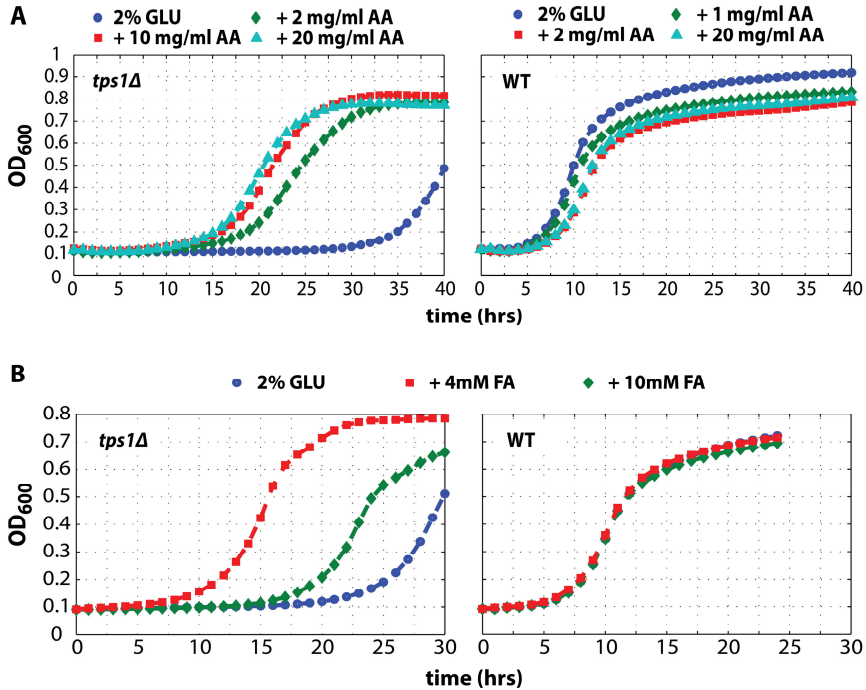 A
2% GLU
+ 2 mg/ml AA
+ 10 mg/ml AA
+ 20 mg/ml AA
2% GLU
+ 1 mg/ml AA
+ 2 mg/ml AA
+ 20 mg/ml AA
tps1Δ
WT
OD600
1
0.9
0.8
0.7
0.6
0.5
0.4
0.3
0.2
0.1
0
0 5 10 15 20 25 30 35 40
0 5 10 15 20 25 30 35 40
time (hrs)
B
2% GLU
+ 4mM FA
+ 10mM FA
tps1Δ
WT
OD600
0.8
0.7
0.6
0.5
0.4
0.3
0.2
0.1
0
0 5 10 15 20 25 30
0 5 10 15 20 25 30
time (hrs)